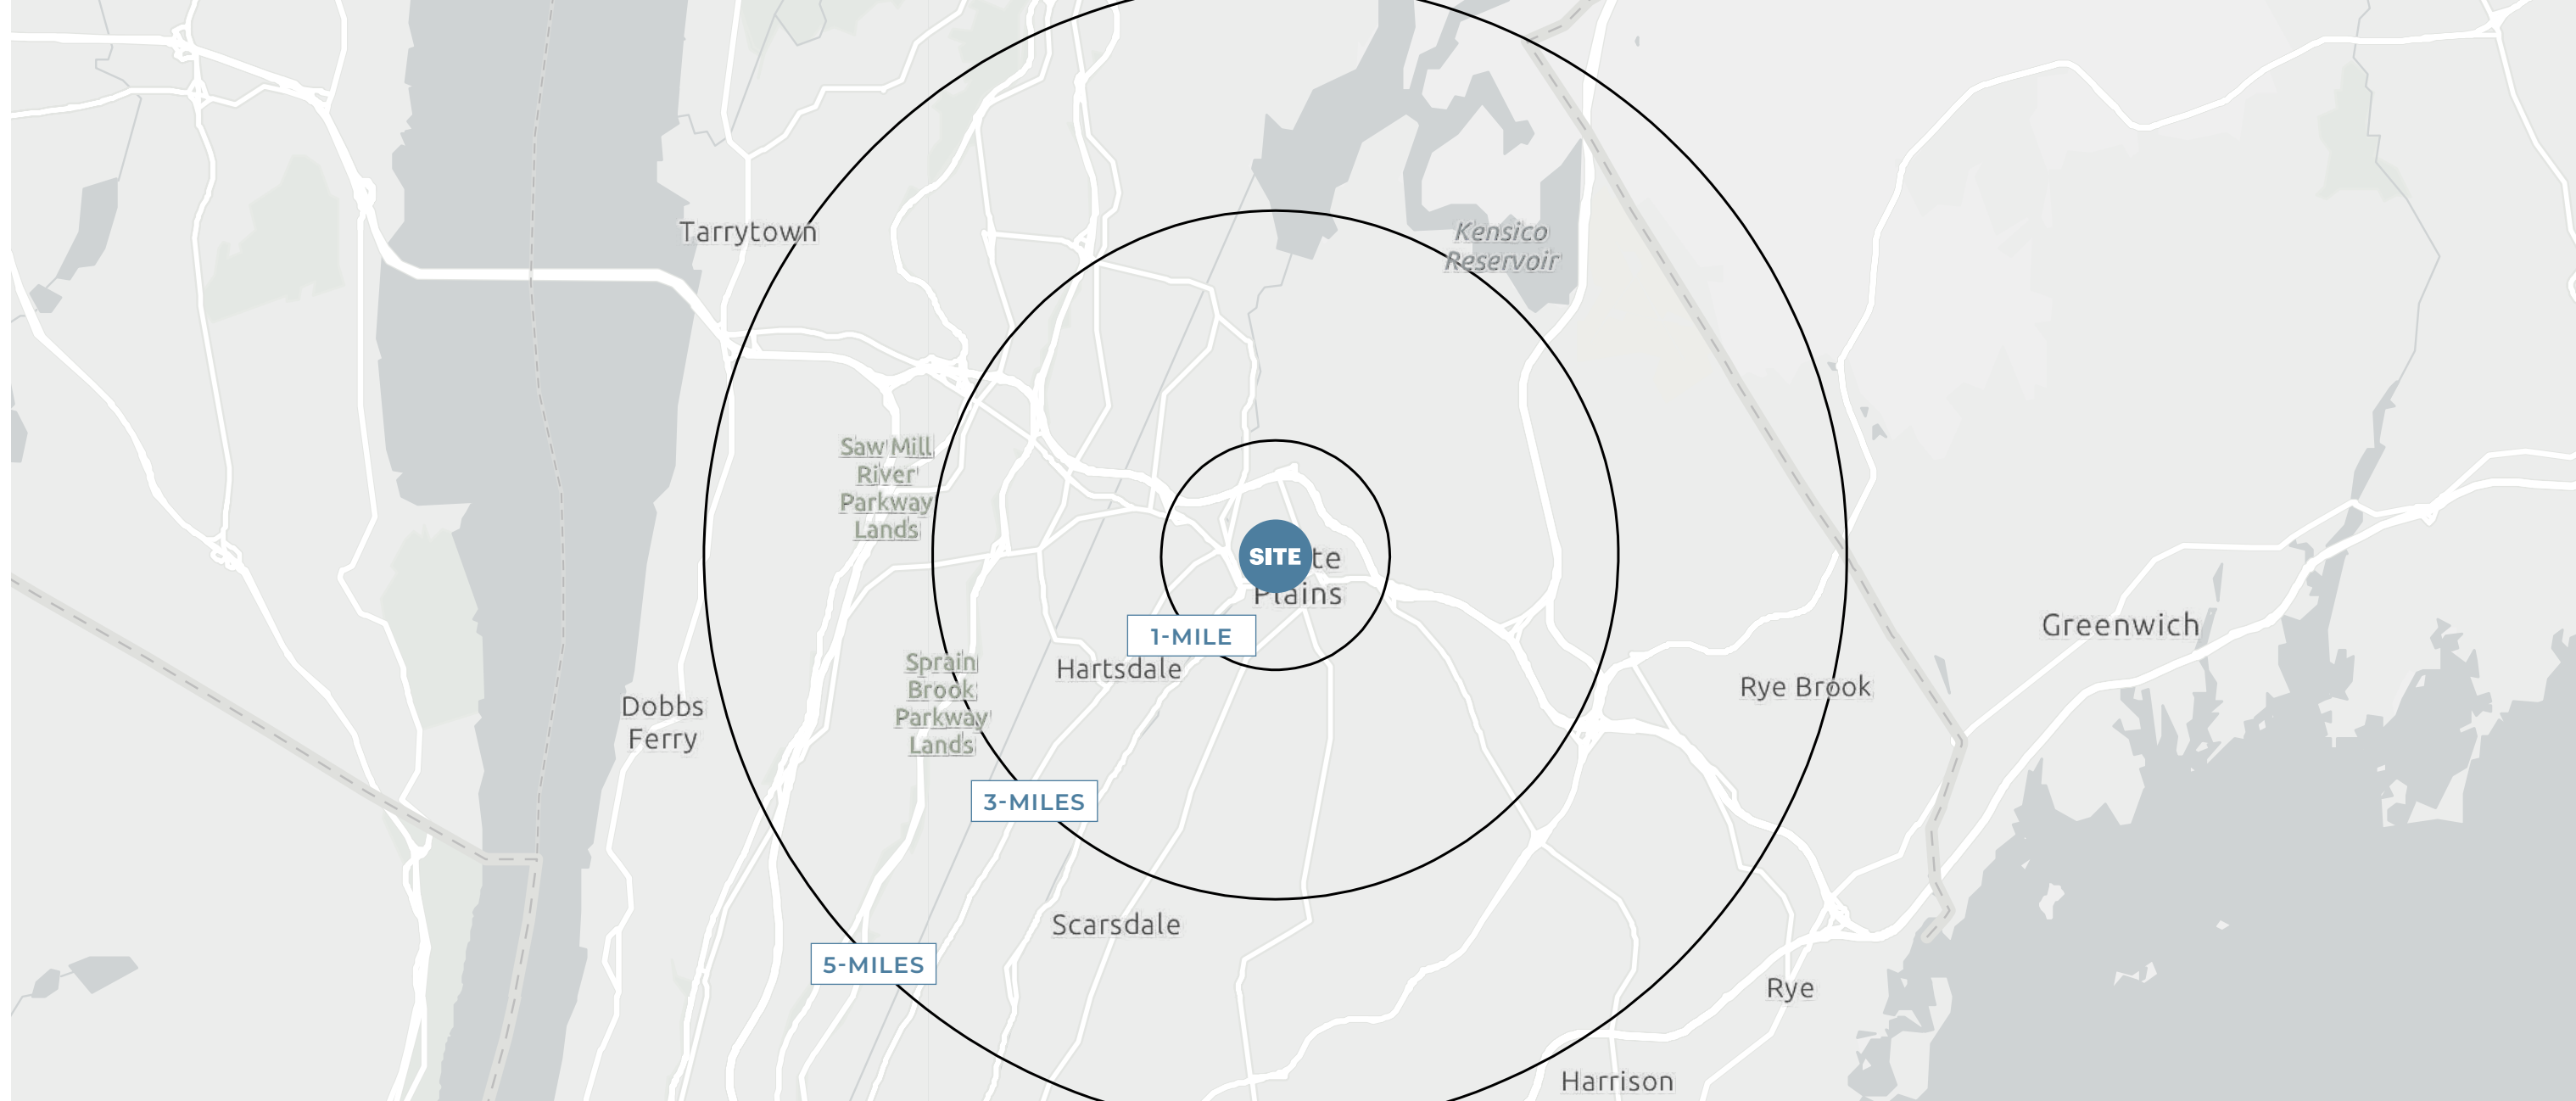 Tarrytown
Kensico
Reservoir
Saw Mill
River
Parkway
Lands
SITE
te
Plains
Greenwich
1-MILE
Hartsdale
Sprain
Brook
Parkway
Lands
Rye Brook
Dobbs
Ferry
3-MILES
Scarsdale
5-MILES
Rye
Harrison